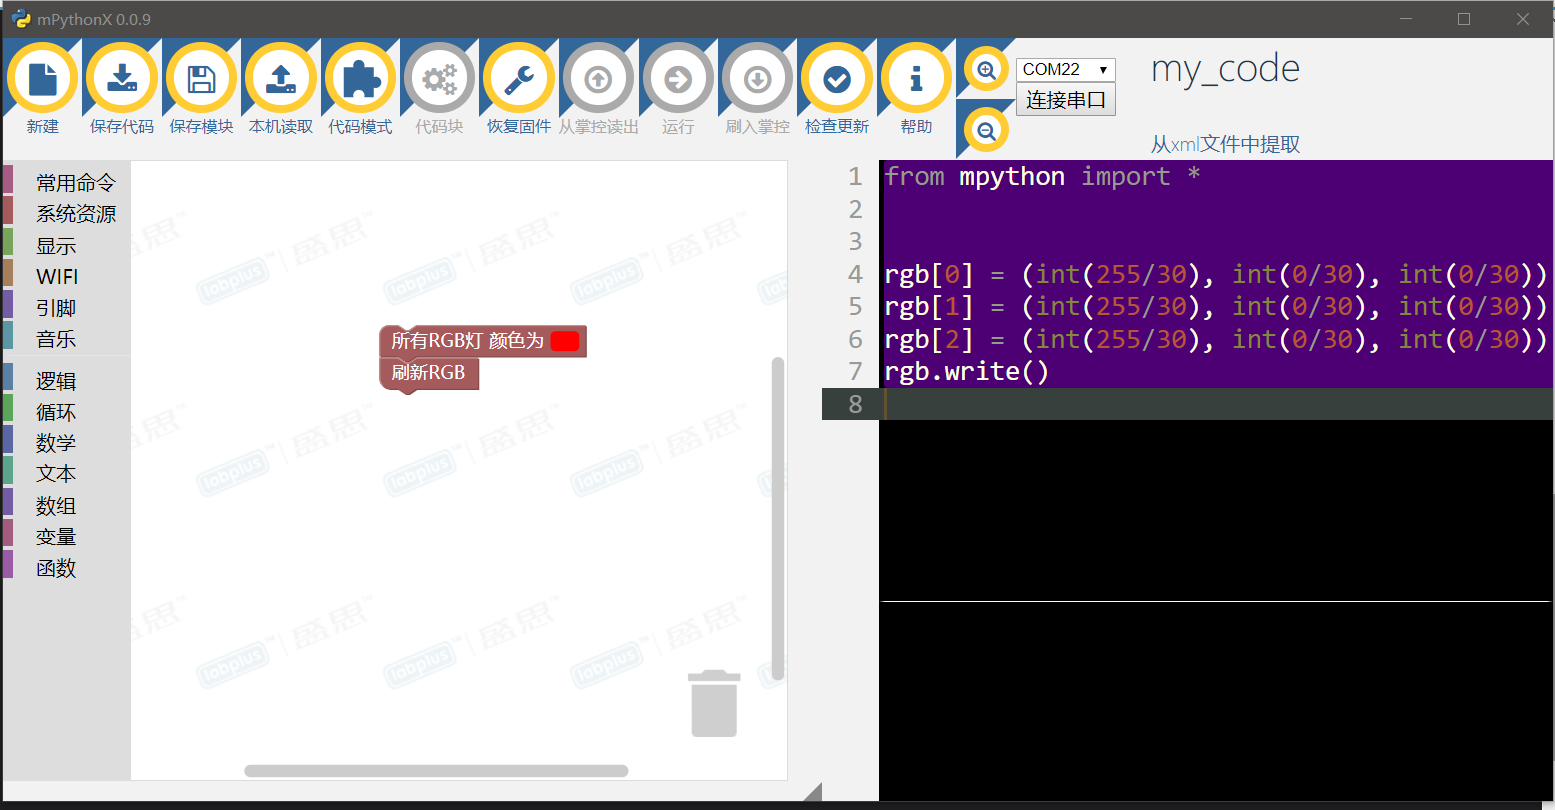 mPythonX 0.0.9
新建
保存代码
保存模块
本机读取
代码模式
代码块
恢复固件
从掌控读出
运行
刷入掌控
检查更新
帮助
COM22
连接串口
my_code
从xml文件中提取
常用命令
系统资源
显示
WIFI
引脚
音乐
逻辑
循环
数学
文本
数组
变量
函数
所有RGB灯 颜色为
刷新RGB
labplus™ | 盛思™
1 from mpython import *
2
3
4 rgb[0] = (int(255/30), int(0/30), int(0/30))
5 rgb[1] = (int(255/30), int(0/30), int(0/30))
6 rgb[2] = (int(255/30), int(0/30), int(0/30))
7 rgb.write()
8